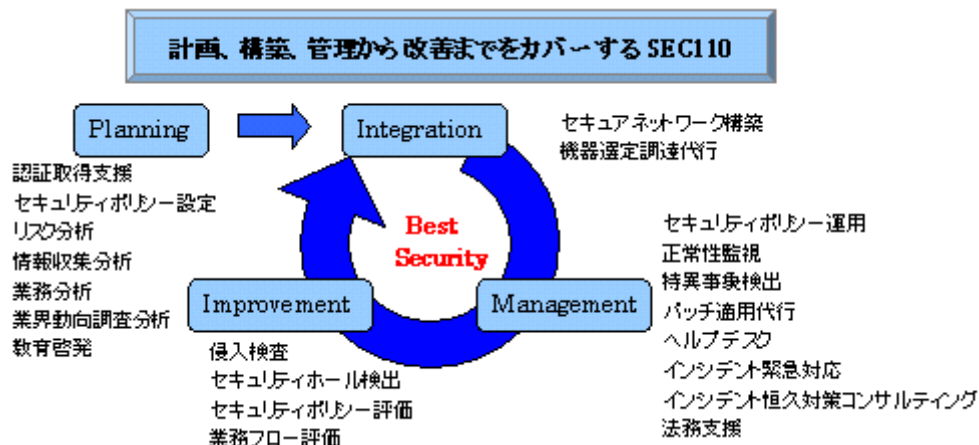 計画、構築、管理から改善までをカバーするSEC110
Planning
認証取得支援
セキュリティポリシー設定
リスク分析
情報収集分析
業務分析
業界動向調査分析
教育啓発
Integration
セキュアネットワーク構築
機器選定調達代行
Best
Security
Management
セキュリティポリシー運用
正常性監視
特異事象検出
パッチ適用代行
ヘルプデスク
インシデント緊急対応
インシデント恒久対策コンサルティング
法務支援
Improvement
侵入検査
セキュリティホール検出
セキュリティポリシー評価
業務フロー評価